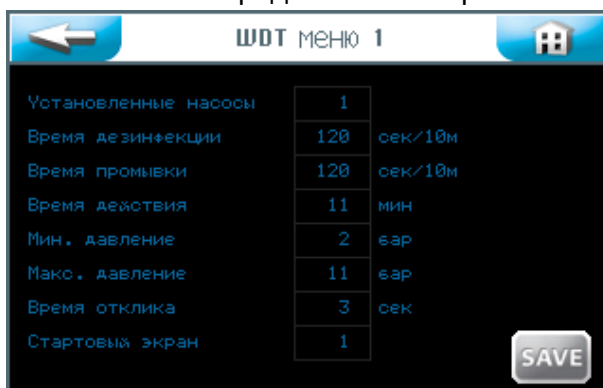 WDT меню 1
Установленные насосы 1
Время дезинфекции 120 сек/10м
Время промывки 120 сек/10м
Время действия 11 мин
Мин. давление 2 бар
Макс. давление 11 бар
Время отклика 3 сек
Стартовый экран 1
SAVE